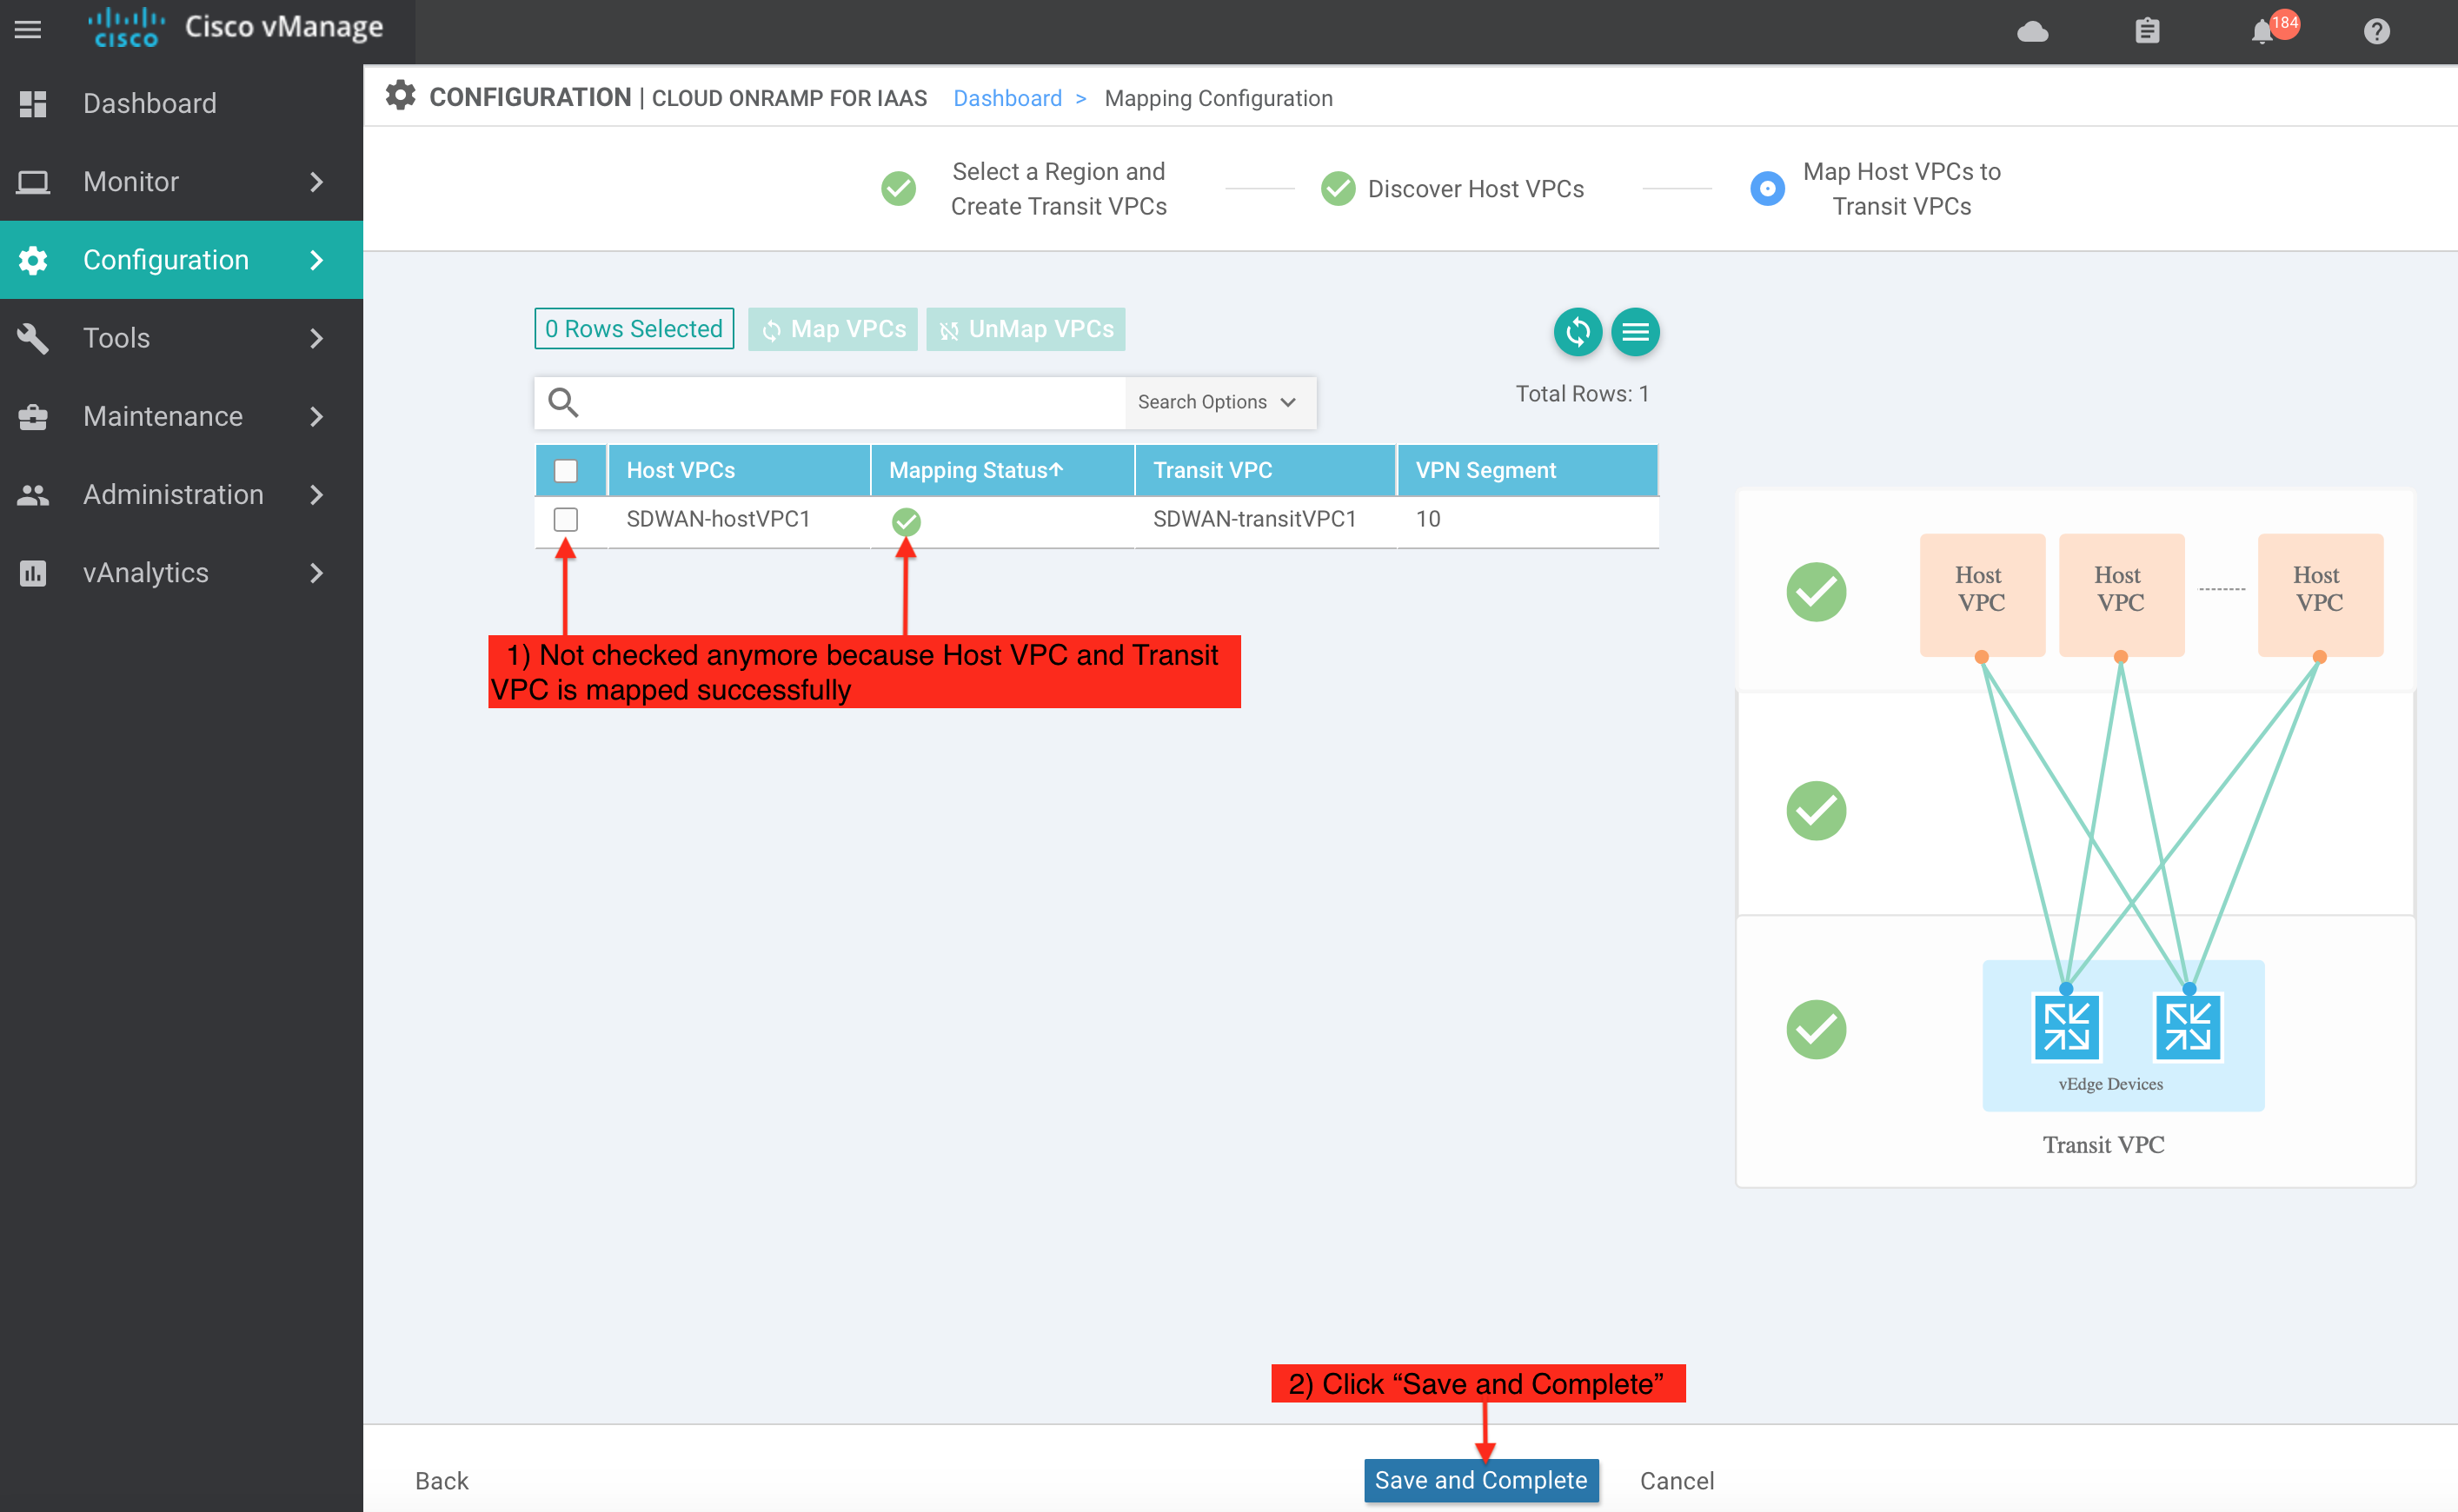 CISCO
Cisco vManage
184
Dashboard
Monitor
Configuration
Tools
Maintenance
Administration
vAnalytics
CONFIGURATION | CLOUD ONRAMP FOR IAAS Dashboard > Mapping Configuration
Select a Region and
Create Transit VPCs
Discover Host VPCs
Map Host VPCs to
Transit VPCs
0 Rows Selected Map VPCs UnMap VPCs
Search Options
Total Rows: 1
Host VPCs Mapping Status↑ Transit VPC VPN Segment
SDWAN-hostVPC1 SDWAN-transitVPC1 10
1) Not checked anymore because Host VPC and Transit
VPC is mapped successfully
Host
VPC
Host
VPC
Host
VPC
vEdge Devices
Transit VPC
2) Click “Save and Complete”
Back Save and Complete Cancel